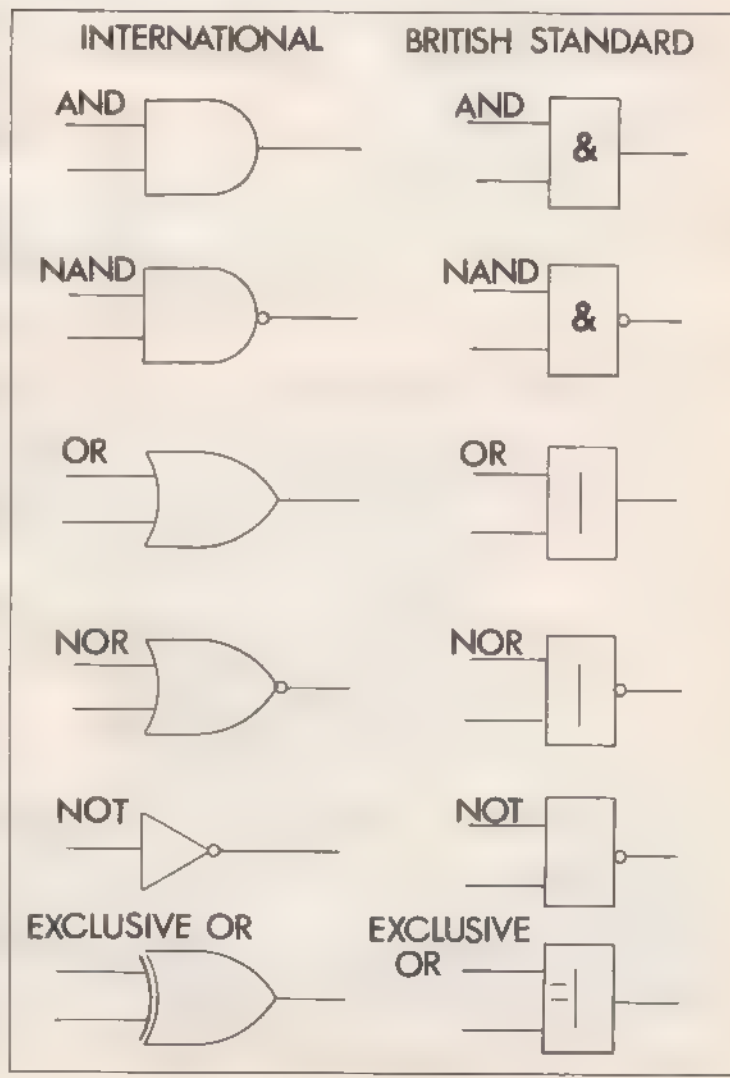 INTERNATIONAL BRITISH STANDARD
AND AND
&
NAND NAND
&
OR OR
|
NOR NOR
|
NOT NOT
EXCLUSIVE OR EXCLUSIVE
OR
=|